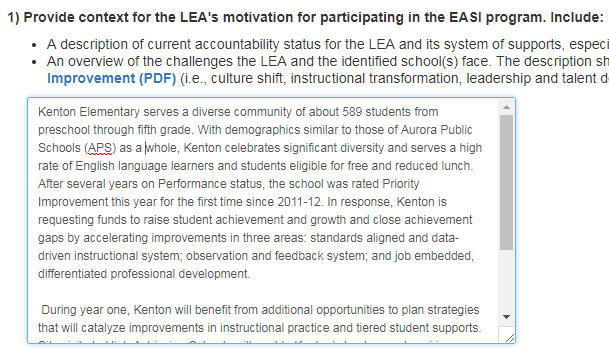 1) Provide context for the LEA's motivation for participating in the EASI program. Include:
• A description of current accountability status for the LEA and its system of supports, especi
• An overview of the challenges the LEA and the identified school(s) face. The description sh
Improvement (PDF) (i.e., culture shift, instructional transformation, leadership and talent d
Kenton Elementary serves a diverse community of about 589 students from
preschool through fifth grade. With demographics similar to those of Aurora Public
Schools (APS) as a whole, Kenton celebrates significant diversity and serves a high
rate of English language learners and students eligible for free and reduced lunch.
After several years on Performance status, the school was rated Priority
Improvement this year for the first time since 2011-12. In response, Kenton is
requesting funds to raise student achievement and growth and close achievement
gaps by accelerating improvements in three areas: standards aligned and data-
driven instructional system; observation and feedback system; and job embedded,
differentiated professional development.
During year one, Kenton will benefit from additional opportunities to plan strategies
that will catalyze improvements in instructional practice and tiered student supports.